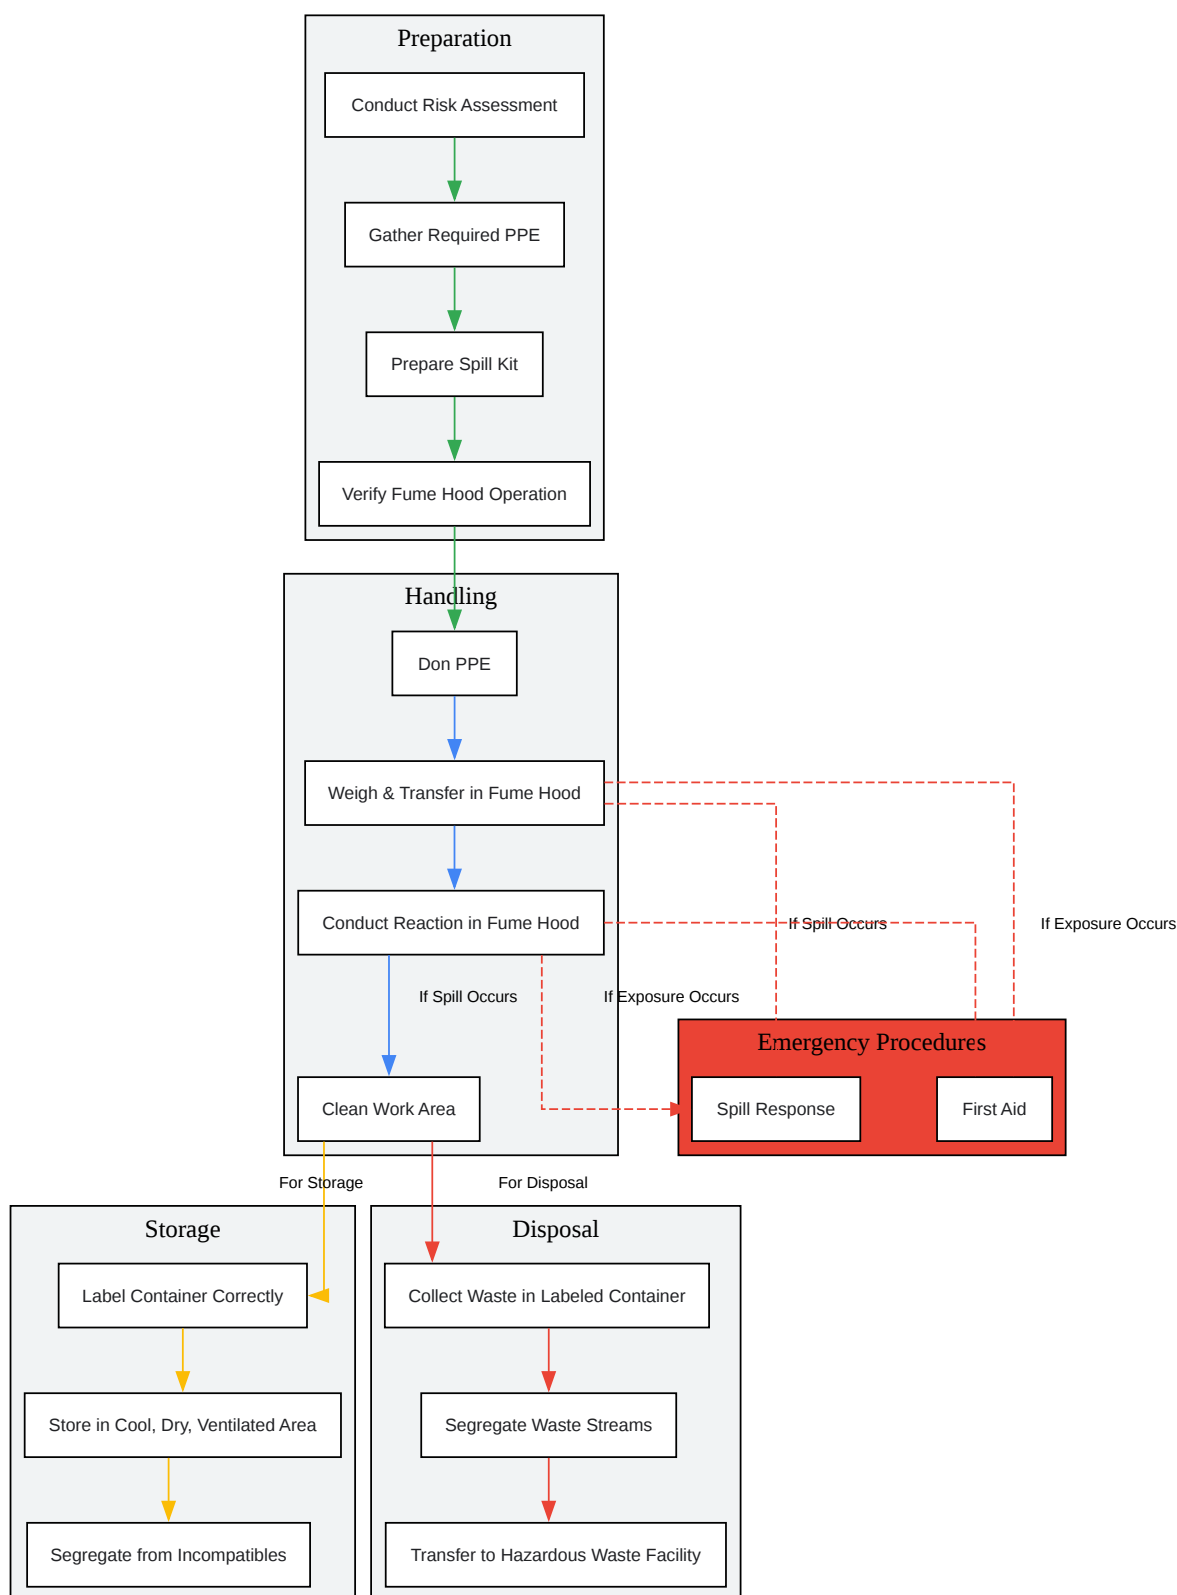 Preparation
Conduct Risk Assessment
Gather Required PPE
Prepare Spill Kit
Verify Fume Hood Operation
Handling
Don PPE
Weigh & Transfer in Fume Hood
Conduct Reaction in Fume Hood
If Spill Occurs
If Exposure Occurs
If Spill Occurs
If Exposure Occurs
Emergency Procedures
Clean Work Area
Spill Response
First Aid
For Storage
For Disposal
Storage
Label Container Correctly
Store in Cool, Dry, Ventilated Area
Segregate from Incompatibles
Disposal
Collect Waste in Labeled Container
Segregate Waste Streams
Transfer to Hazardous Waste Facility